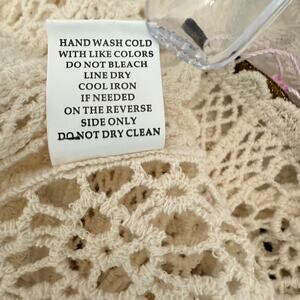 HAND WASH COLD
WITH LIKE COLORS
DO NOT BLEACH
LINE DRY
COOL IRON
IF NEEDED
ON THE REVERSE
SIDE ONLY
DO NOT DRY CLEAN